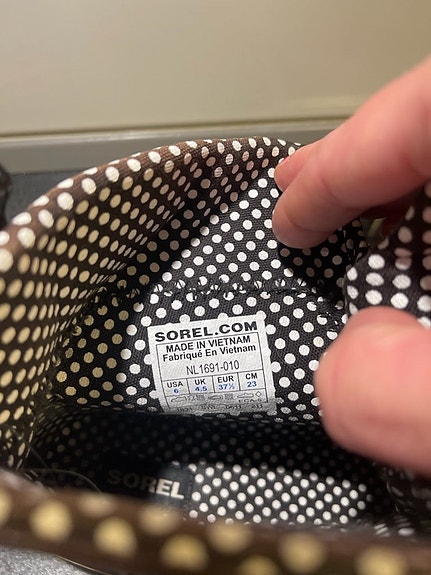 SOREL.COM
MADE IN VIETNAM
Fabriqué En Vietnam
NL1691-010
USA UK EUR CM
6 4.5 37½ 23
SOREL